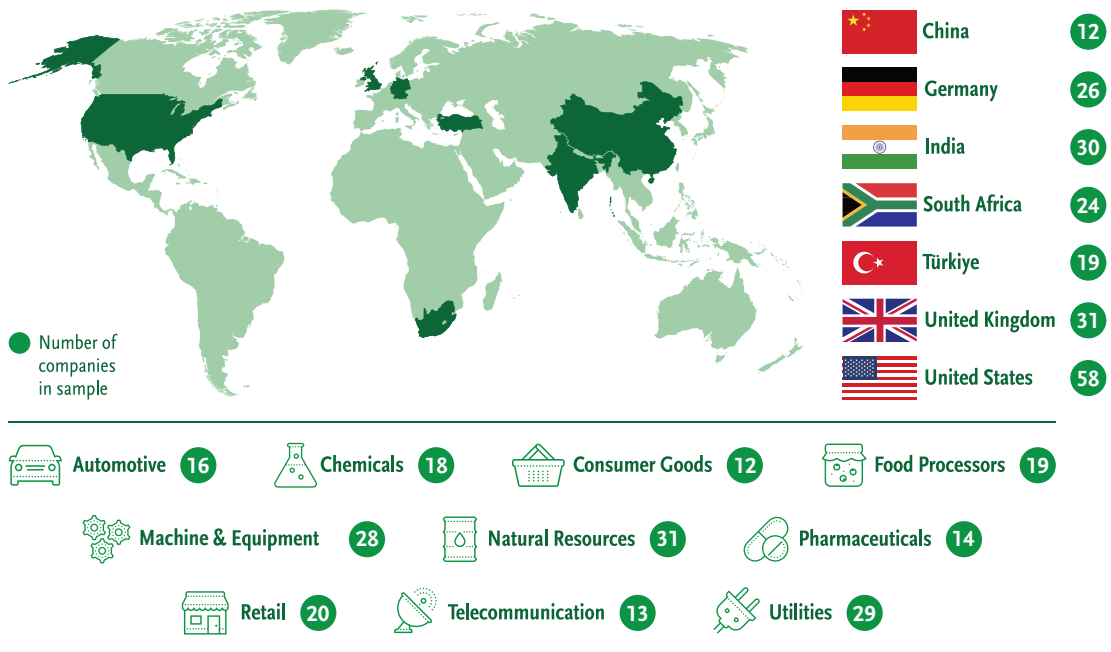 China 12
Germany 26
India 30
South Africa 24
Türkiye 19
United Kingdom 31
United States 58
Number of
companies
in sample
Automotive 16 Chemicals 18 Consumer Goods 12 Food Processors 19
Machine & Equipment 28 Natural Resources 31 Pharmaceuticals 14
Retail 20 Telecommunication 13 Utilities 29